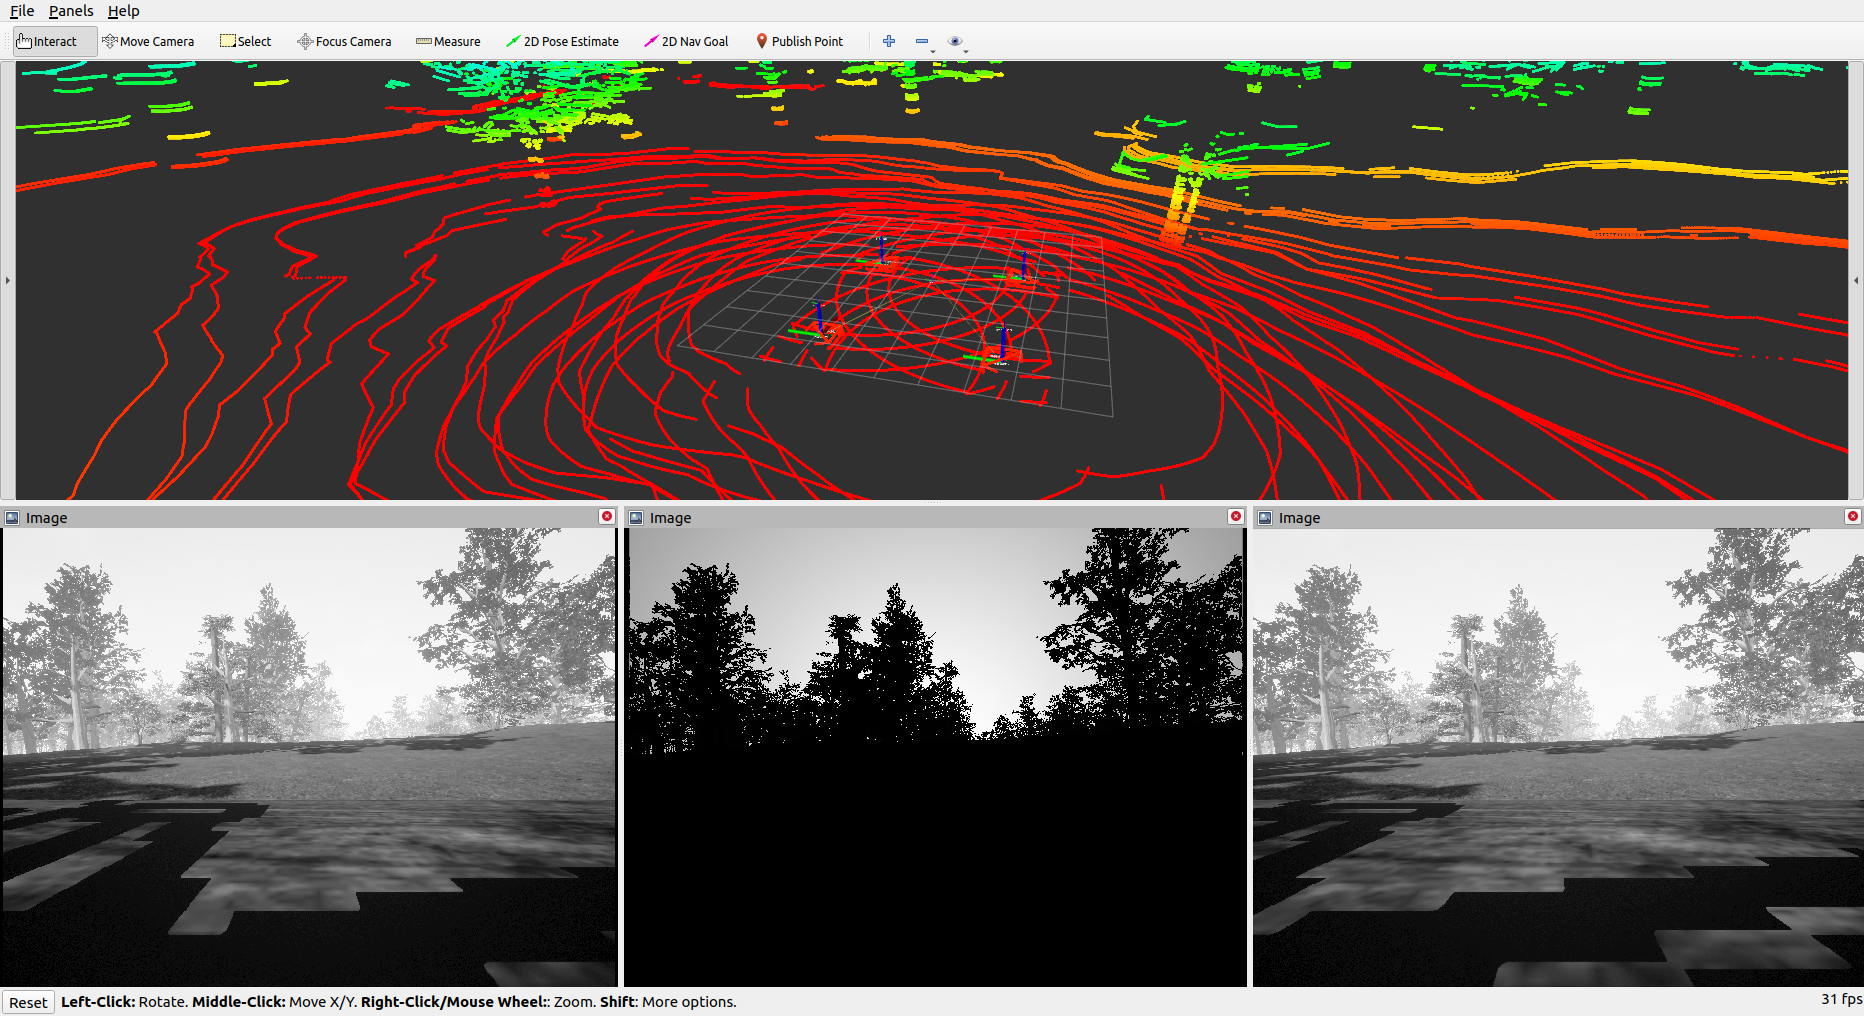 File Panels Help
Interact Move Camera Select Focus Camera Measure 2D Pose Estimate 2D Nav Goal Publish Point
Image Image Image
Reset Left-Click: Rotate. Middle-Click: Move X/Y. Right-Click/Mouse Wheel:: Zoom. Shift: More options. 31 fps